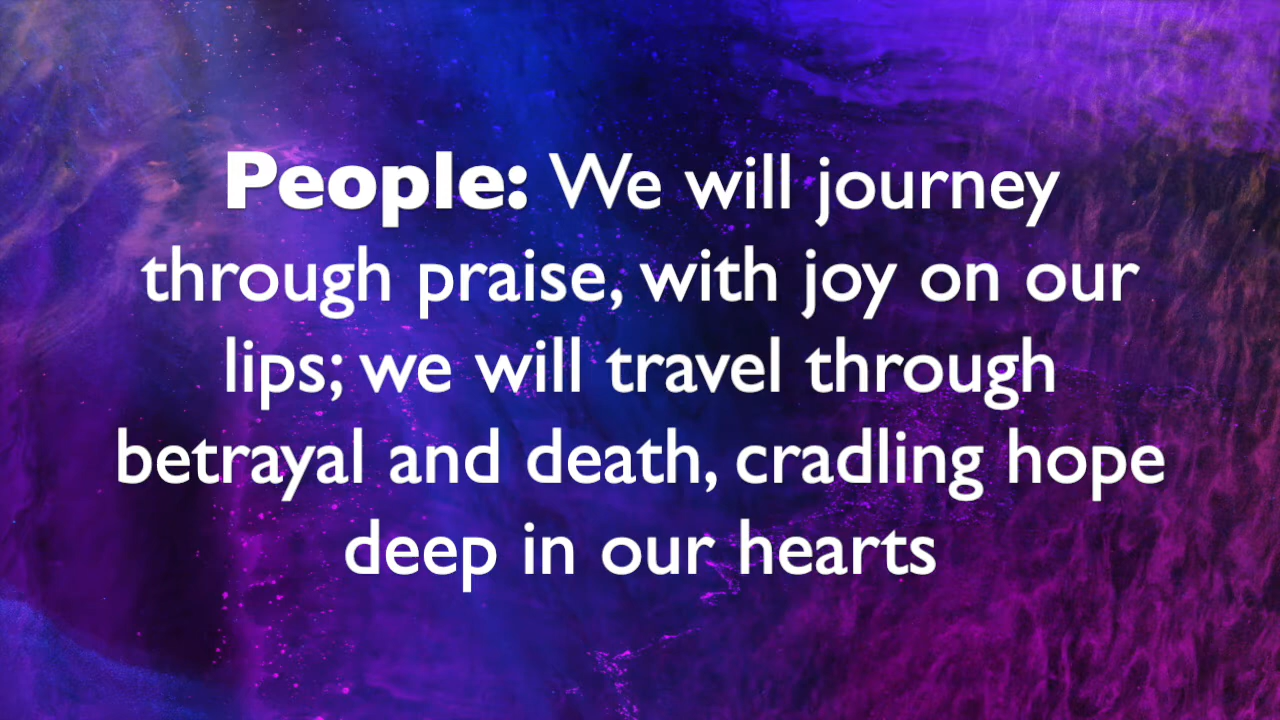 People: We will journey
through praise, with joy on our
lips; we will travel through
betrayal and death, cradling hope
deep in our hearts